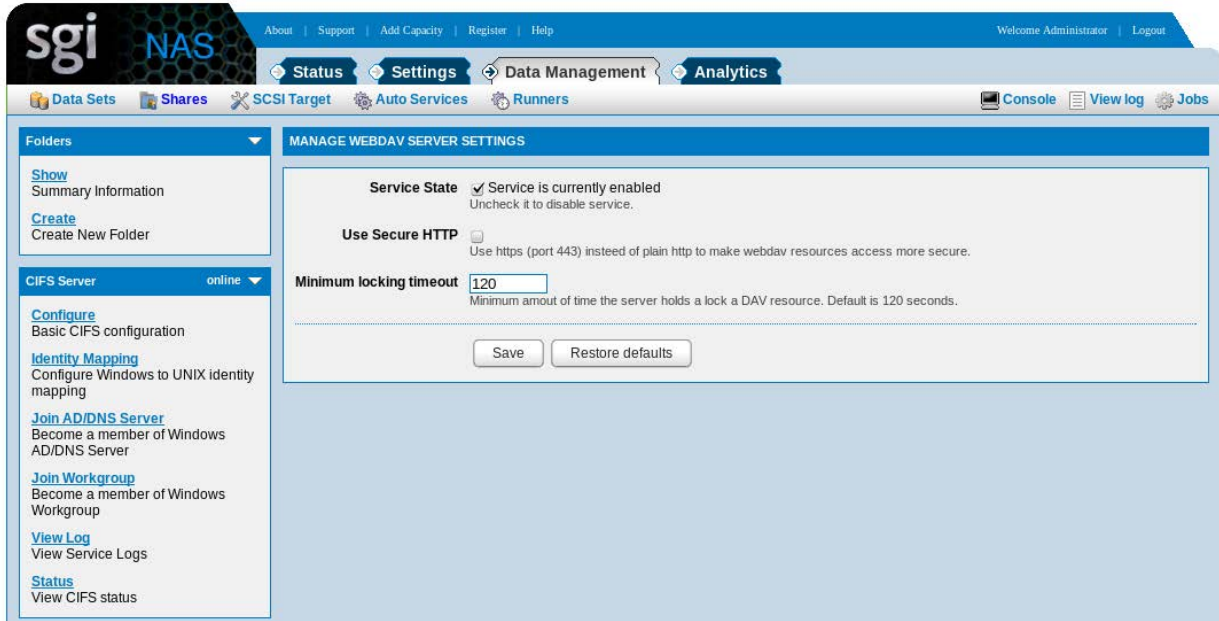 sgi NAS
About | Support | Add Capacity | Register | Help
Welcome Administrator | Logout
Status Settings Data Management Analytics
Data Sets Shares SCSI Target Auto Services Runners
Console View log Jobs
Folders
Show
Summary Information
Create
Create New Folder
CIFS Server online
Configure
Basic CIFS configuration
Identity Mapping
Configure Windows to UNIX identity
mapping
Join AD/DNS Server
Become a member of Windows
AD/DNS Server
Join Workgroup
Become a member of Windows
Workgroup
View Log
View Service Logs
Status
View CIFS status
MANAGE WEBDAV SERVER SETTINGS
Service State Service is currently enabled
Uncheck it to disable service.
Use Secure HTTP
Use https (port 443) insteed of plain http to make webdav resources access more secure.
Minimum locking timeout 120
Minimum amout of time the server holds a lock a DAV resource. Default is 120 seconds.
Save Restore defaults